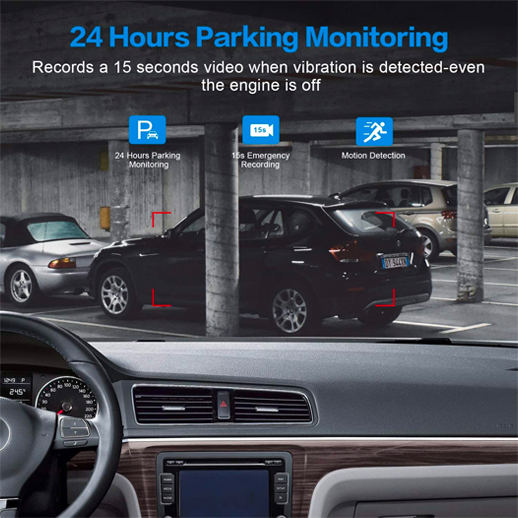 24 Hours Parking Monitoring
Records a 15 seconds video when vibration is detected-even
the engine is off
P
15s
24 Hours Parking
Monitoring
15s Emergency
Recording
Motion Detection